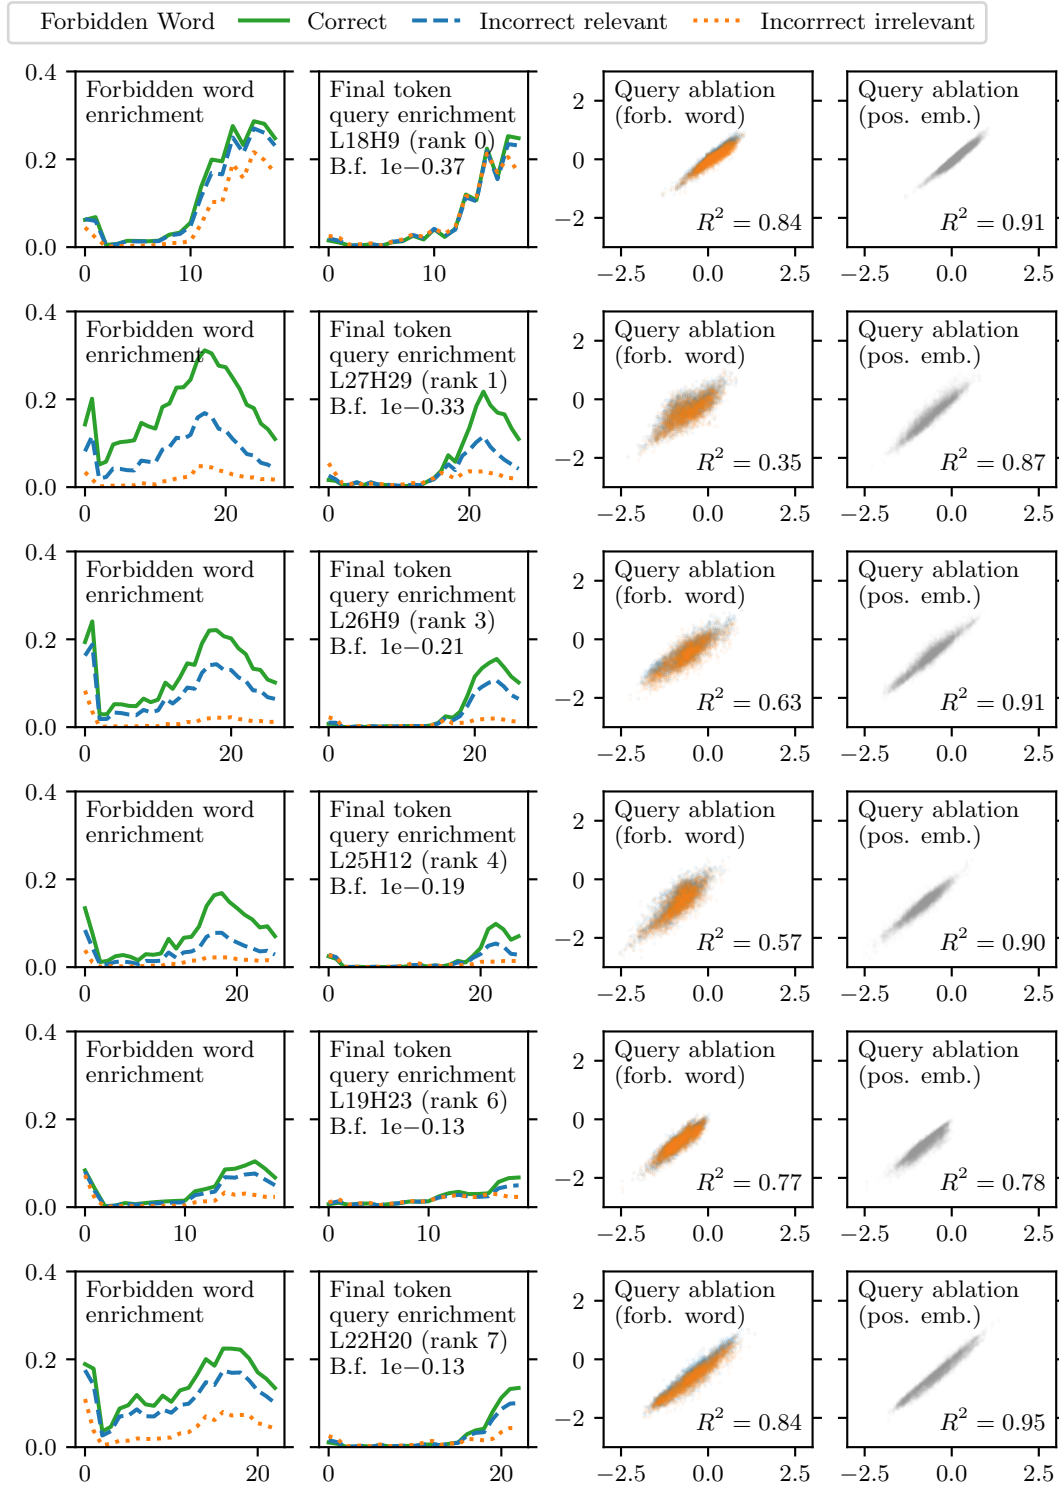 Forbidden Word Correct Incorrect relevant Incorrrect irrelevant
Forbidden word
enrichment
0.4
0.2
0.0
0 10
Final token
query enrichment
L18H9 (rank 0)
B.f. 1e−0.37
0 10
Query ablation
(forb. word)
R² = 0.84
2
0
−2
−2.5 0.0 2.5
Query ablation
(pos. emb.)
R² = 0.91
−2.5 0.0 2.5
Forbidden word
enrichment
0.4
0.2
0.0
0 20
Final token
query enrichment
L27H29 (rank 1)
B.f. 1e−0.33
0 20
Query ablation
(forb. word)
R² = 0.35
2
0
−2
−2.5 0.0 2.5
Query ablation
(pos. emb.)
R² = 0.87
−2.5 0.0 2.5
Forbidden word
enrichment
0.4
0.2
0.0
0 20
Final token
query enrichment
L26H9 (rank 3)
B.f. 1e−0.21
0 20
Query ablation
(forb. word)
R² = 0.63
2
0
−2
−2.5 0.0 2.5
Query ablation
(pos. emb.)
R² = 0.91
−2.5 0.0 2.5
Forbidden word
enrichment
0.4
0.2
0.0
0 20
Final token
query enrichment
L25H12 (rank 4)
B.f. 1e−0.19
0 20
Query ablation
(forb. word)
R² = 0.57
2
0
−2
−2.5 0.0 2.5
Query ablation
(pos. emb.)
R² = 0.90
−2.5 0.0 2.5
Forbidden word
enrichment
0.4
0.2
0.0
0 10
Final token
query enrichment
L19H23 (rank 6)
B.f. 1e−0.13
0 10
Query ablation
(forb. word)
R² = 0.77
2
0
−2
−2.5 0.0 2.5
Query ablation
(pos. emb.)
R² = 0.78
−2.5 0.0 2.5
Forbidden word
enrichment
0.4
0.2
0.0
0 20
Final token
query enrichment
L22H20 (rank 7)
B.f. 1e−0.13
0 20
Query ablation
(forb. word)
R² = 0.84
2
0
−2
−2.5 0.0 2.5
Query ablation
(pos. emb.)
R² = 0.95
−2.5 0.0 2.5